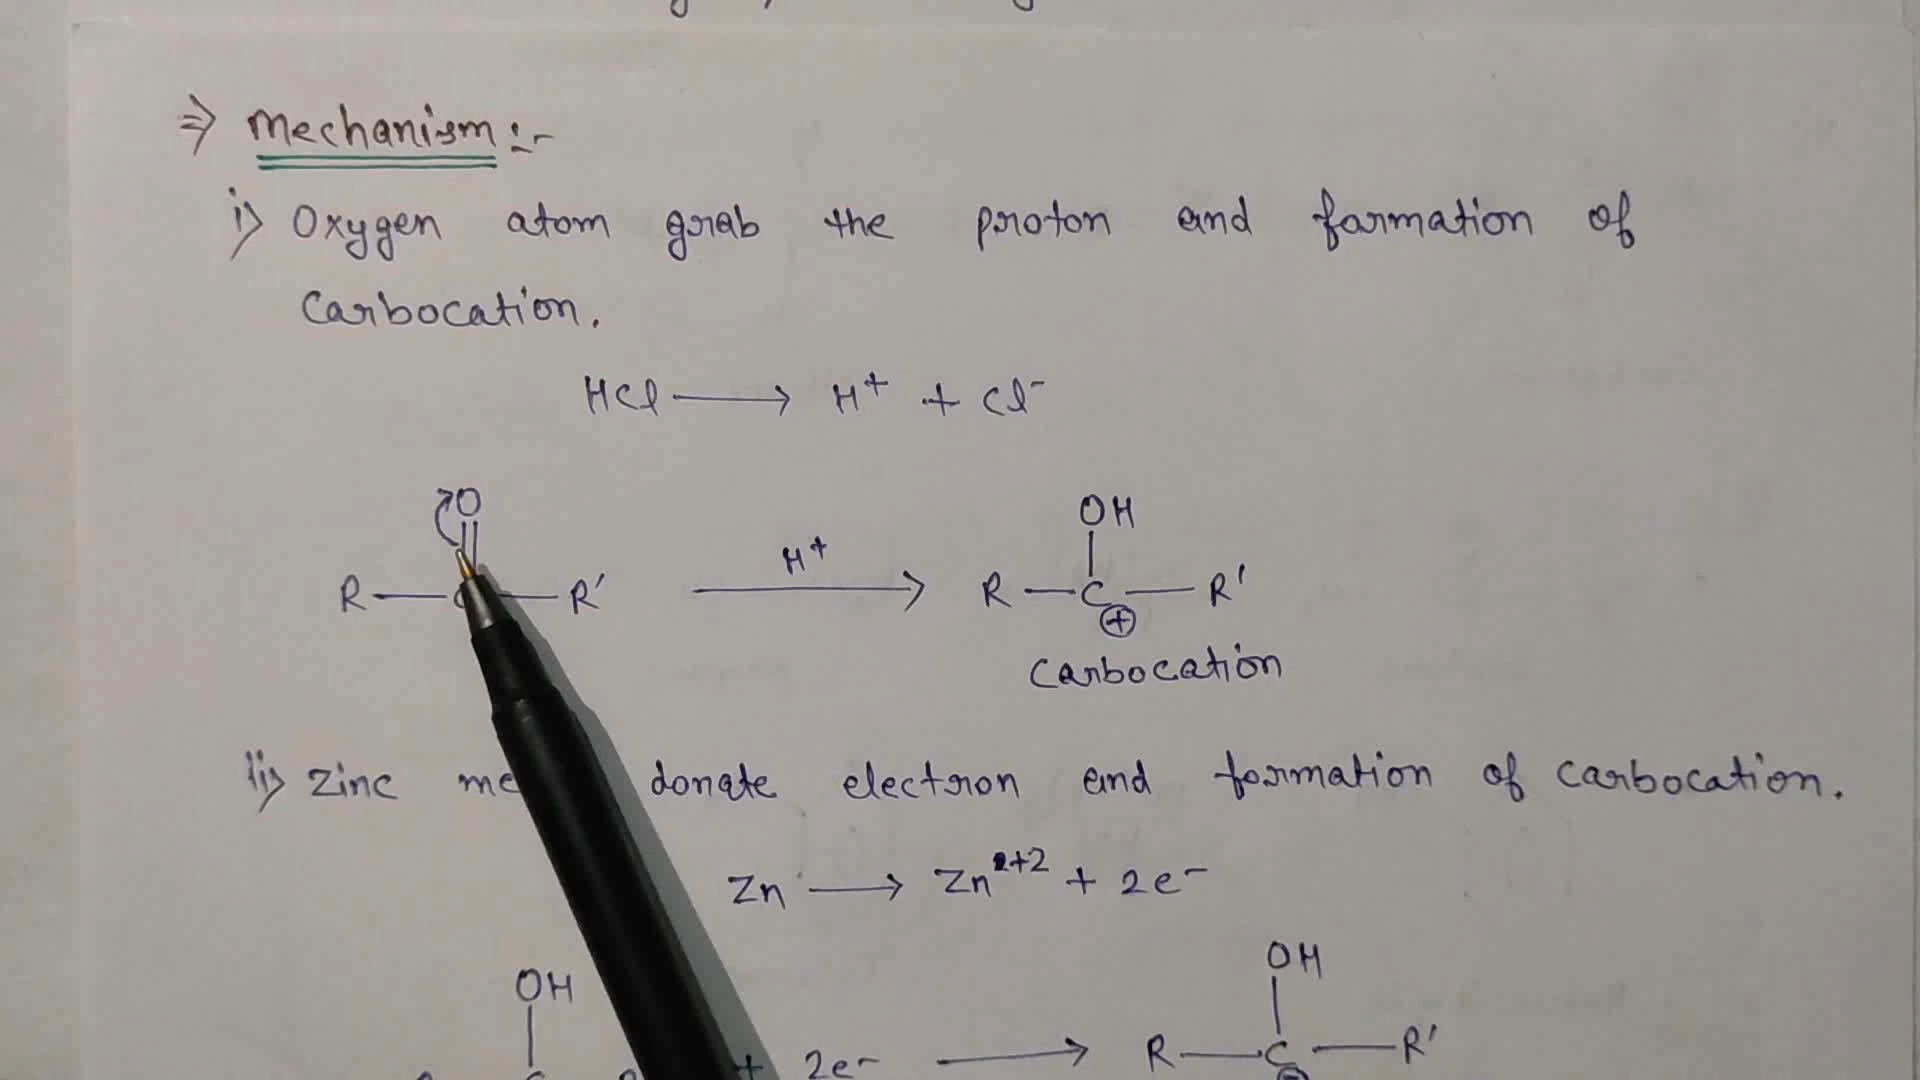 ⇒ Mechanism :-
i) Oxygen atom grab the proton and formation of
Carbocation.
HCl ⟶ H⁺ + Cl⁻
O
R — C — R' ⟶ H⁺ R — C — R'
OH
⊕
Carbocation
ii) Zinc donate electron and formation of carbocation.
Zn ⟶ Zn⁺² + 2e⁻
OH OH
+ 2e⁻ ⟶ R — C — R'